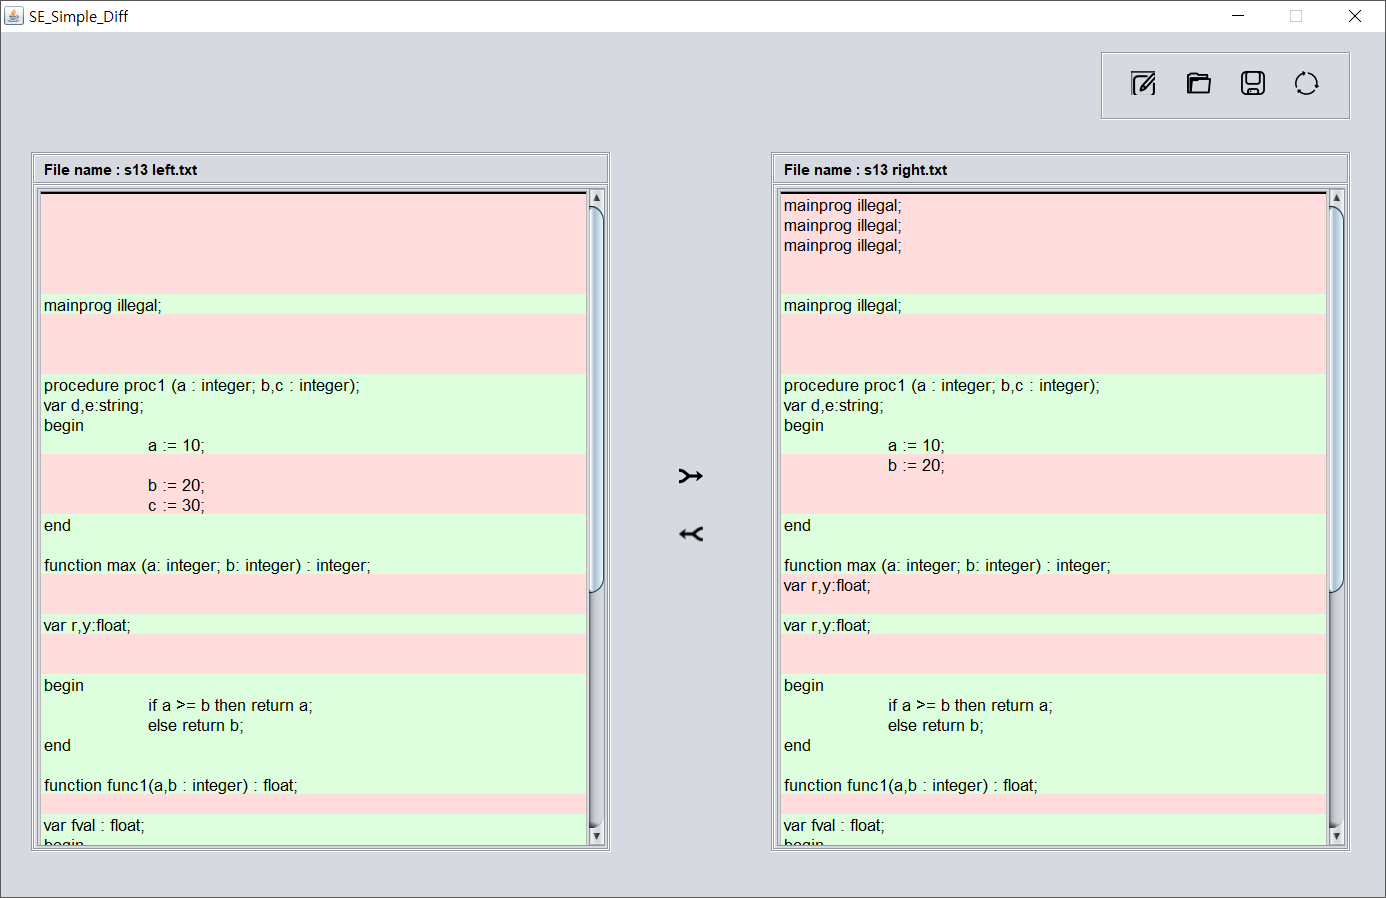 SE_Simple_Diff
File name : s13 left.txt
mainprog illegal;
procedure proc1 (a : integer; b,c : integer);
var d,e:string;
begin
a := 10;
b := 20;
c := 30;
end
function max (a: integer; b: integer) : integer;
var r,y:float;
begin
if a >= b then return a;
else return b;
end
function func1(a,b : integer) : float;
var fval : float;
begin
File name : s13 right.txt
mainprog illegal;
mainprog illegal;
mainprog illegal;
mainprog illegal;
procedure proc1 (a : integer; b,c : integer);
var d,e:string;
begin
a := 10;
b := 20;
end
function max (a: integer; b: integer) : integer;
var r,y:float;
var r,y:float;
begin
if a >= b then return a;
else return b;
end
function func1(a,b : integer) : float;
var fval : float;
begin